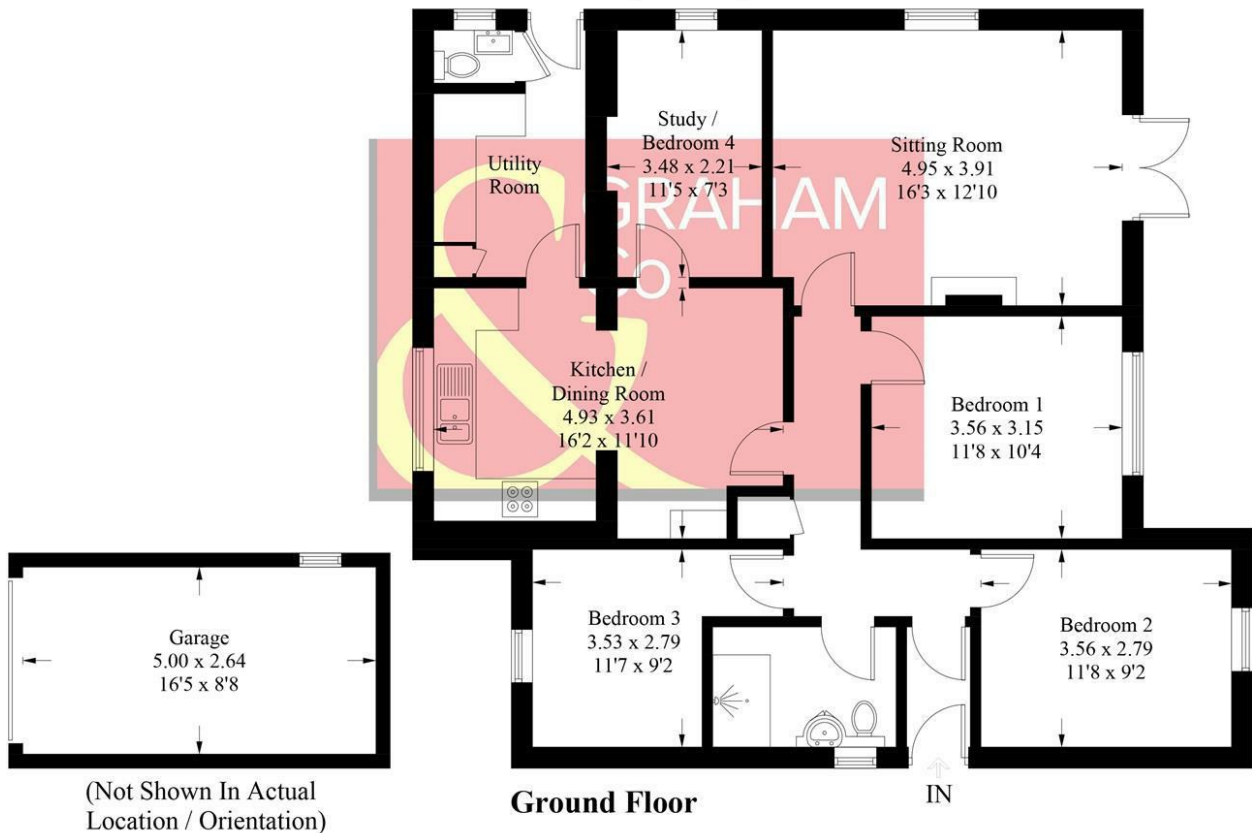 Study /
Bedroom 4
3.48 x 2.21
11'5 x 7'3
Sitting Room
4.95 x 3.91
16'3 x 12'10
Utility
Room
GRAHAM
& Co
Kitchen /
Dining Room
4.93 x 3.61
16'2 x 11'10
Bedroom 1
3.56 x 3.15
11'8 x 10'4
Garage
5.00 x 2.64
16'5 x 8'8
Bedroom 3
3.53 x 2.79
11'7 x 9'2
Bedroom 2
3.56 x 2.79
11'8 x 9'2
(Not Shown In Actual
Location / Orientation)
Ground Floor
IN